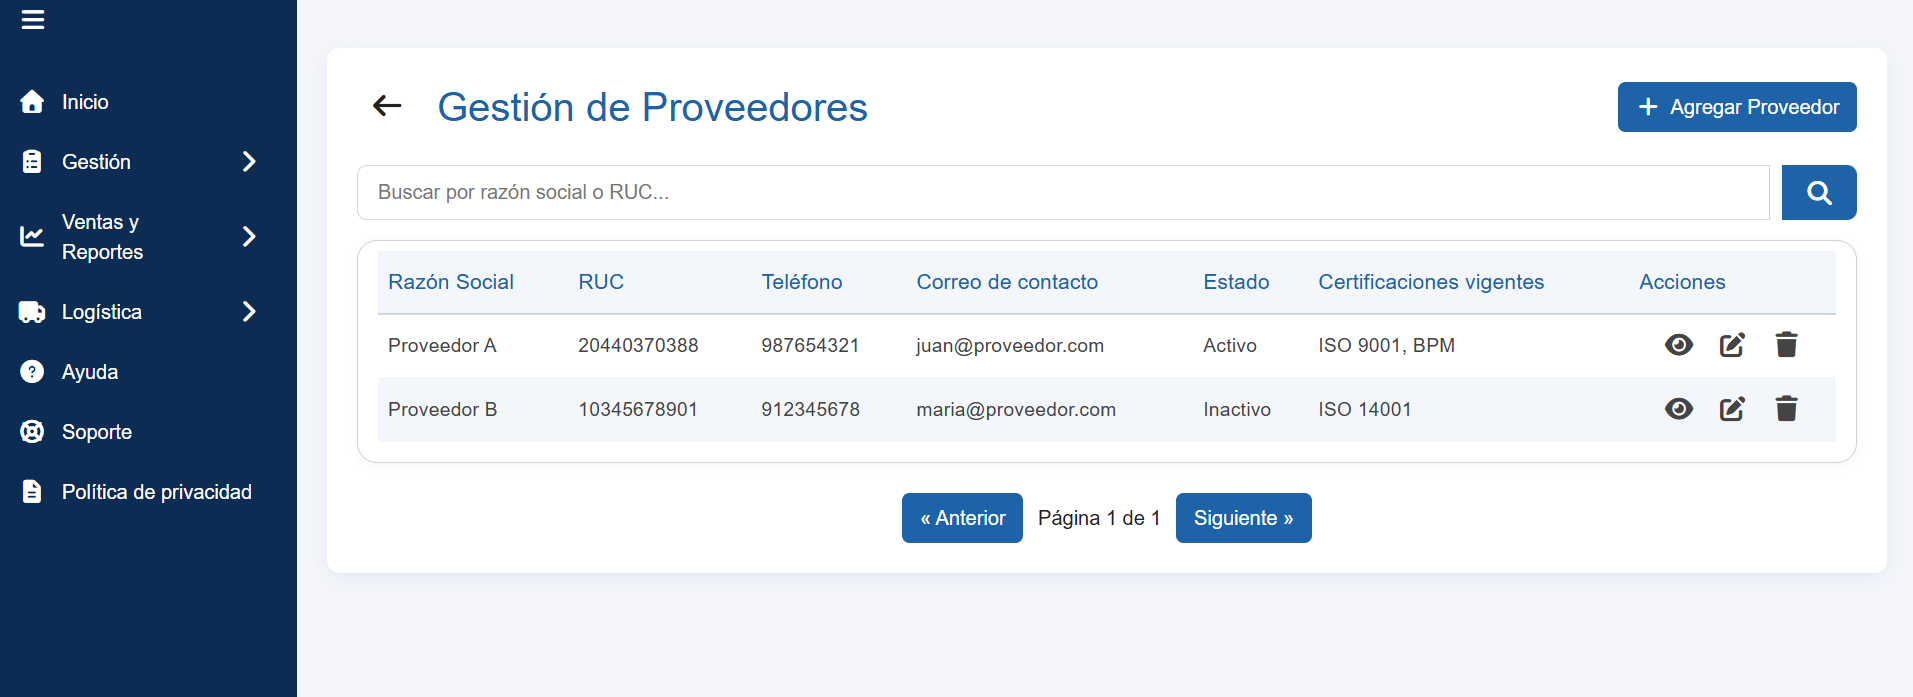 Inicio
Gestión
Ventas y
Reportes
Logística
Ayuda
Soporte
Política de privacidad
Gestión de Proveedores
+ Agregar Proveedor
Buscar por razón social o RUC...
Razón Social RUC Teléfono Correo de contacto Estado Certificaciones vigentes Acciones
Proveedor A 20440370388 987654321 juan@proveedor.com Activo ISO 9001, BPM
Proveedor B 10345678901 912345678 maria@proveedor.com Inactivo ISO 14001
« Anterior Página 1 de 1 Siguiente »